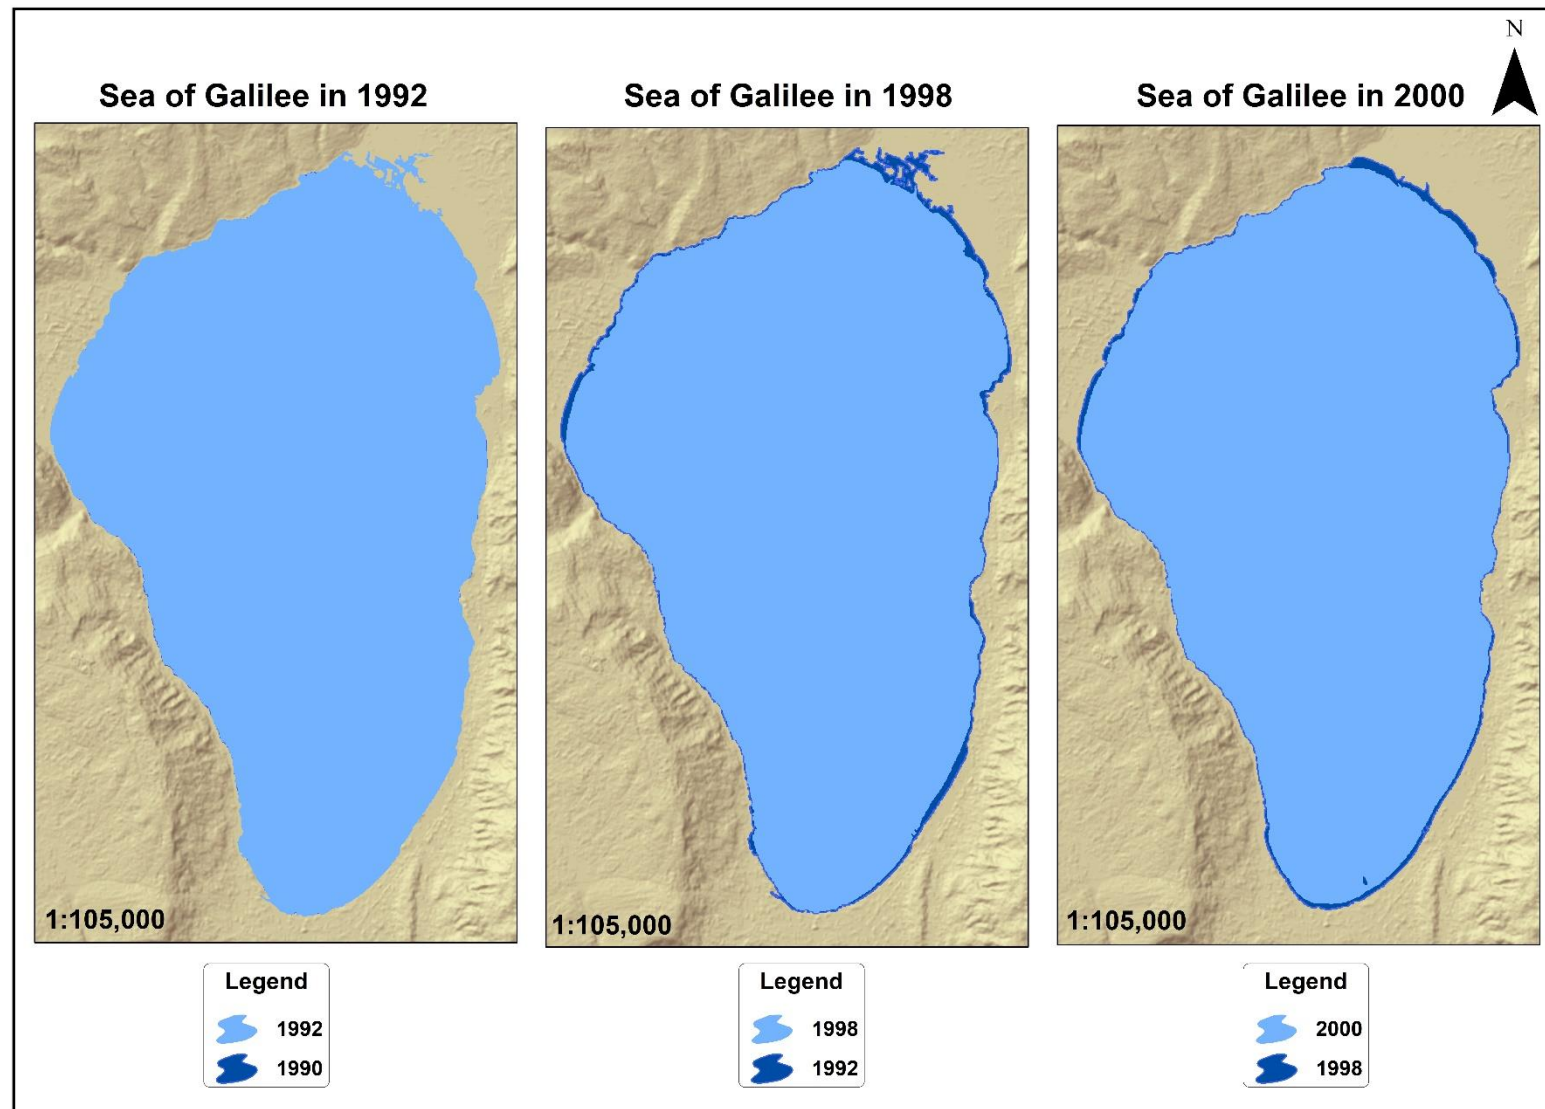 N
Sea of Galilee in 1992
Sea of Galilee in 1998
Sea of Galilee in 2000
1:105,000
1:105,000
1:105,000
Legend
1992
1990
Legend
1998
1992
Legend
2000
1998